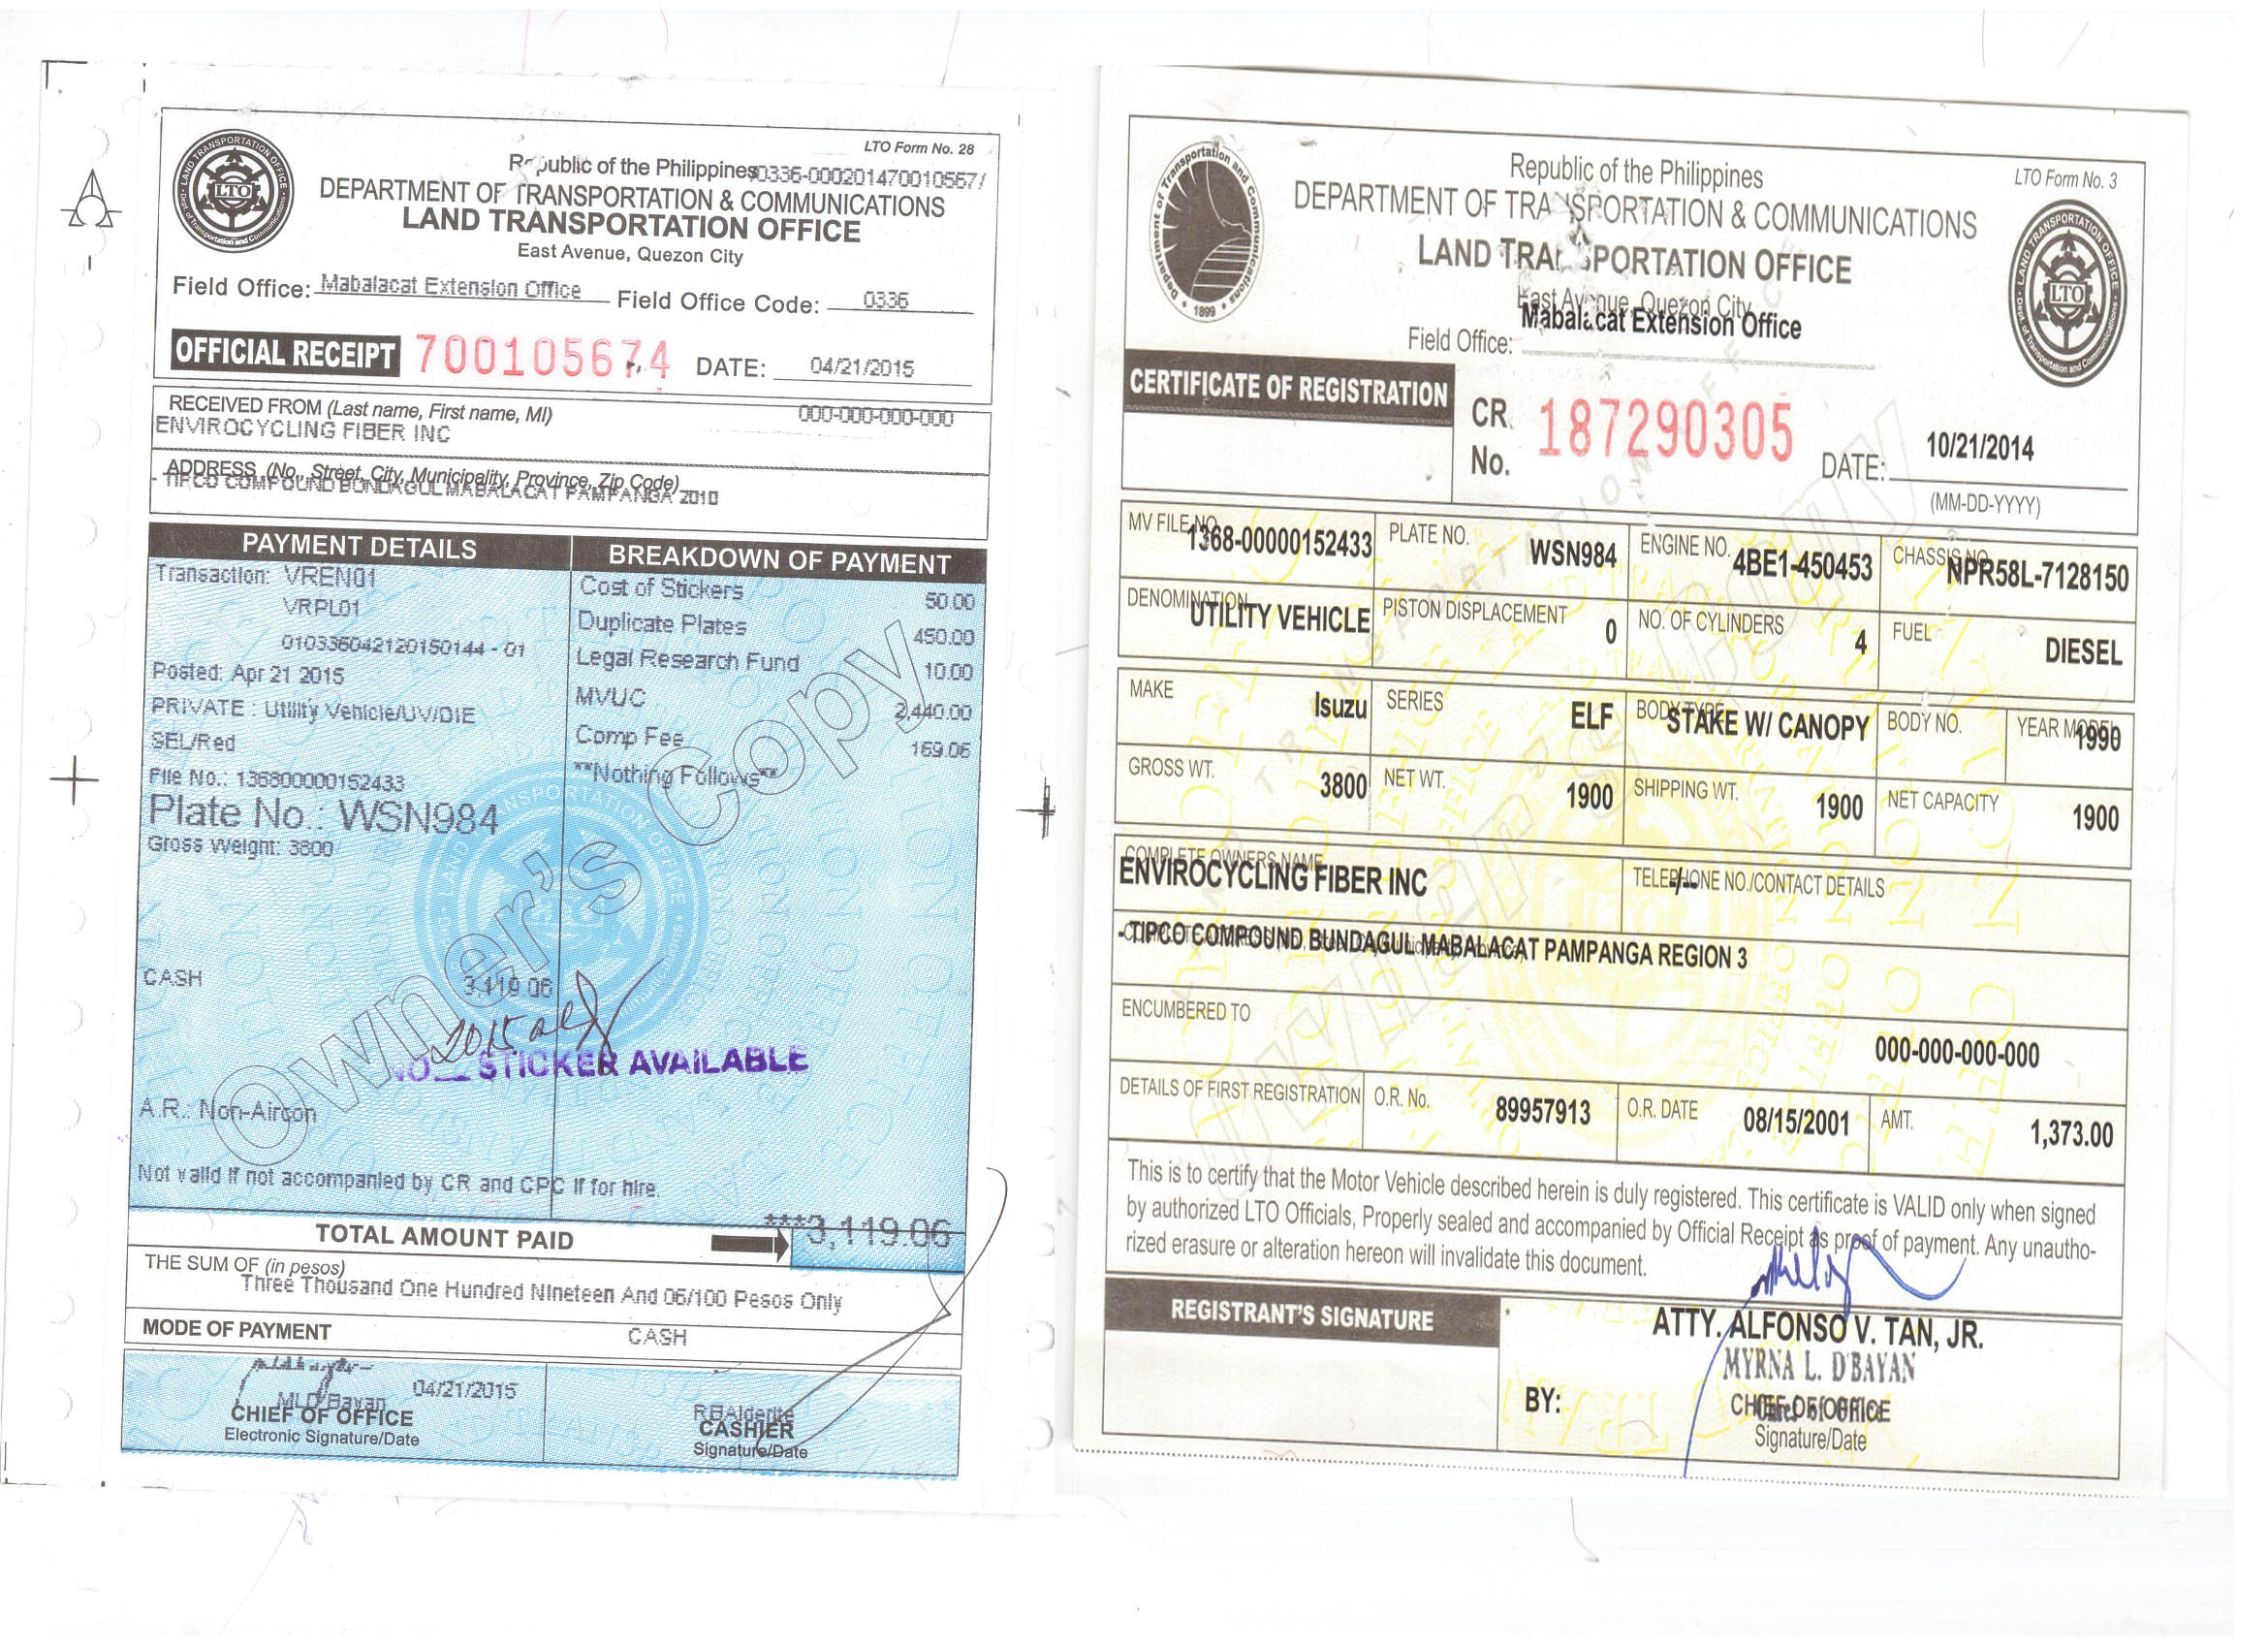 LTO Form No. 28
Republic of the Philippines
0336-000201470010567/
DEPARTMENT OF TRANSPORTATION & COMMUNICATIONS
LAND TRANSPORTATION OFFICE
East Avenue, Quezon City
Field Office: Mabalacat Extension Office Field Office Code: 0336
OFFICIAL RECEIPT 700105674 DATE: 04/21/2015
RECEIVED FROM (Last name, First name, MI) 000-000-000-000
ENVIROCYCLING FIBER INC
ADDRESS (No., Street, City, Municipality, Province, Zip Code)
- TIPCO COMPOUND BUNDAGUL MABALACAT PAMPANGA 2010
PAYMENT DETAILS BREAKDOWN OF PAYMENT
Transaction: VREN01
VRPL01
010336042120150144 - 01
Posted: Apr 21 2015
PRIVATE : Utility Vehicle/UV/DIE
SEL/Red
File No.: 136800000152433
Plate No.: WSN984
Gross Weight: 3800
CASH 3,119.06
2015
STICKER AVAILABLE
A.R.: Non-Aircon
Not valid if not accompanied by CR and CPC if for hire.
Cost of Stickers 50.00
Duplicate Plates 450.00
Legal Research Fund 10.00
MVUC 2,440.00
Comp Fee 169.06
**Nothing Follows**
Owner's Copy
TOTAL AMOUNT PAID ***3,119.06
THE SUM OF (in pesos)
Three Thousand One Hundred Nineteen And 06/100 Pesos Only
MODE OF PAYMENT CASH
MLD'Bayan 04/21/2015
CHIEF OF OFFICE
Electronic Signature/Date
RBAlderite
CASHIER
Signature/Date
LTO Form No. 3
Republic of the Philippines
DEPARTMENT OF TRANSPORTATION & COMMUNICATIONS
LAND TRANSPORTATION OFFICE
East Avenue, Quezon City
Field Office: Mabalacat Extension Office
CERTIFICATE OF REGISTRATION
CR No. 187290305 DATE: 10/21/2014
(MM-DD-YYYY)
MV FILE NO. 1368-00000152433 PLATE NO. WSN984 ENGINE NO. 4BE1-450453 CHASSIS NO. NPR58L-7128150
DENOMINATION UTILITY VEHICLE PISTON DISPLACEMENT 0 NO. OF CYLINDERS 4 FUEL DIESEL
MAKE Isuzu SERIES ELF BODY TYPE STAKE W/ CANOPY BODY NO. YEAR MODEL 1990
GROSS WT. 3800 NET WT. 1900 SHIPPING WT. 1900 NET CAPACITY 1900
COMPLETE OWNERS NAME TELEPHONE NO./CONTACT DETAILS
ENVIROCYCLING FIBER INC -/--
- TIPCO COMPOUND BUNDAGUL MABALACAT PAMPANGA REGION 3
ENCUMBERED TO
000-000-000-000
DETAILS OF FIRST REGISTRATION O.R. No. 89957913 O.R. DATE 08/15/2001 AMT. 1,373.00
This is to certify that the Motor Vehicle described herein is duly registered. This certificate is VALID only when signed
by authorized LTO Officials, Properly sealed and accompanied by Official Receipt as proof of payment. Any unautho-
rized erasure or alteration hereon will invalidate this document.
REGISTRANT'S SIGNATURE
ATTY. ALFONSO V. TAN, JR.
MYRNA L. D'BAYAN
BY: CHIEF OF OFFICE
Signature/Date
Owner's Copy